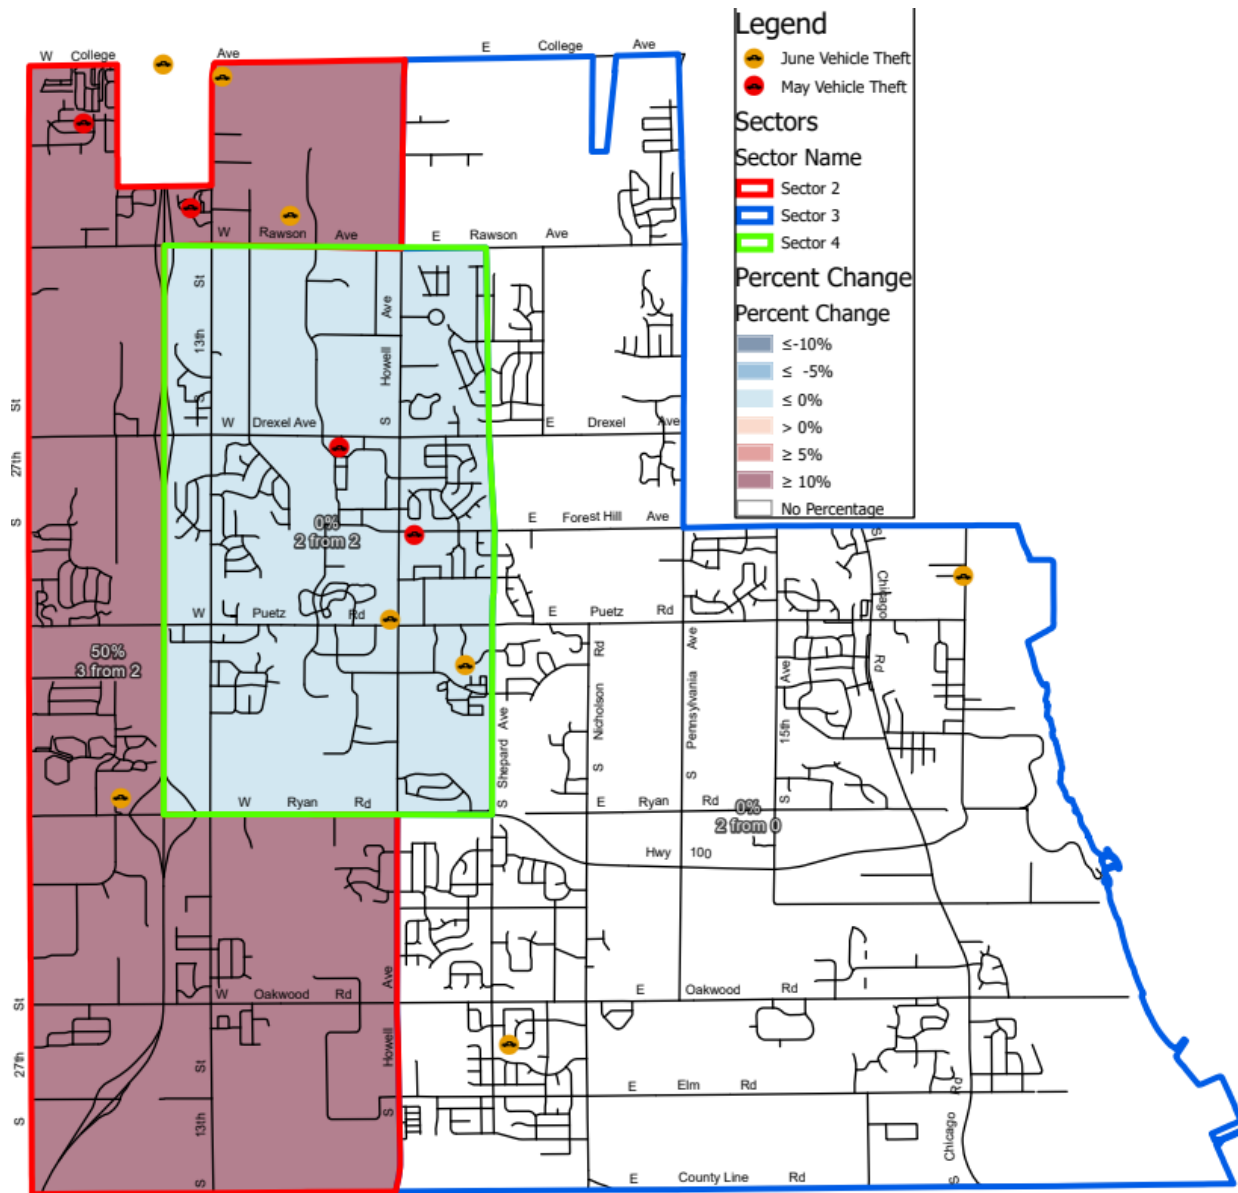 W College Ave
E College Ave
W Rawson Ave
E Rawson Ave
13th St
S
Howell Ave
S
W Drexel Ave
E Drexel Ave
S 27th St
0%
2 from 2
E Forest Hill Ave
W Puetz Rd
E Puetz Rd
50%
3 from 2
S Chicago Rd
S Shepard Ave
S Nicholson Rd
S Pennsylvania Ave
S 15th Ave
W Ryan Rd
E Ryan Rd
0%
2 from 0
Hwy 100
W Oakwood Rd
E Oakwood Rd
S 27th St
S 13th St
S Howell Ave
E Elm Rd
S Chicago Rd
E County Line Rd
Legend
June Vehicle Theft
May Vehicle Theft
Sectors
Sector Name
Sector 2
Sector 3
Sector 4
Percent Change
Percent Change
≤-10%
≤ -5%
≤ 0%
> 0%
≥ 5%
≥ 10%
No Percentage